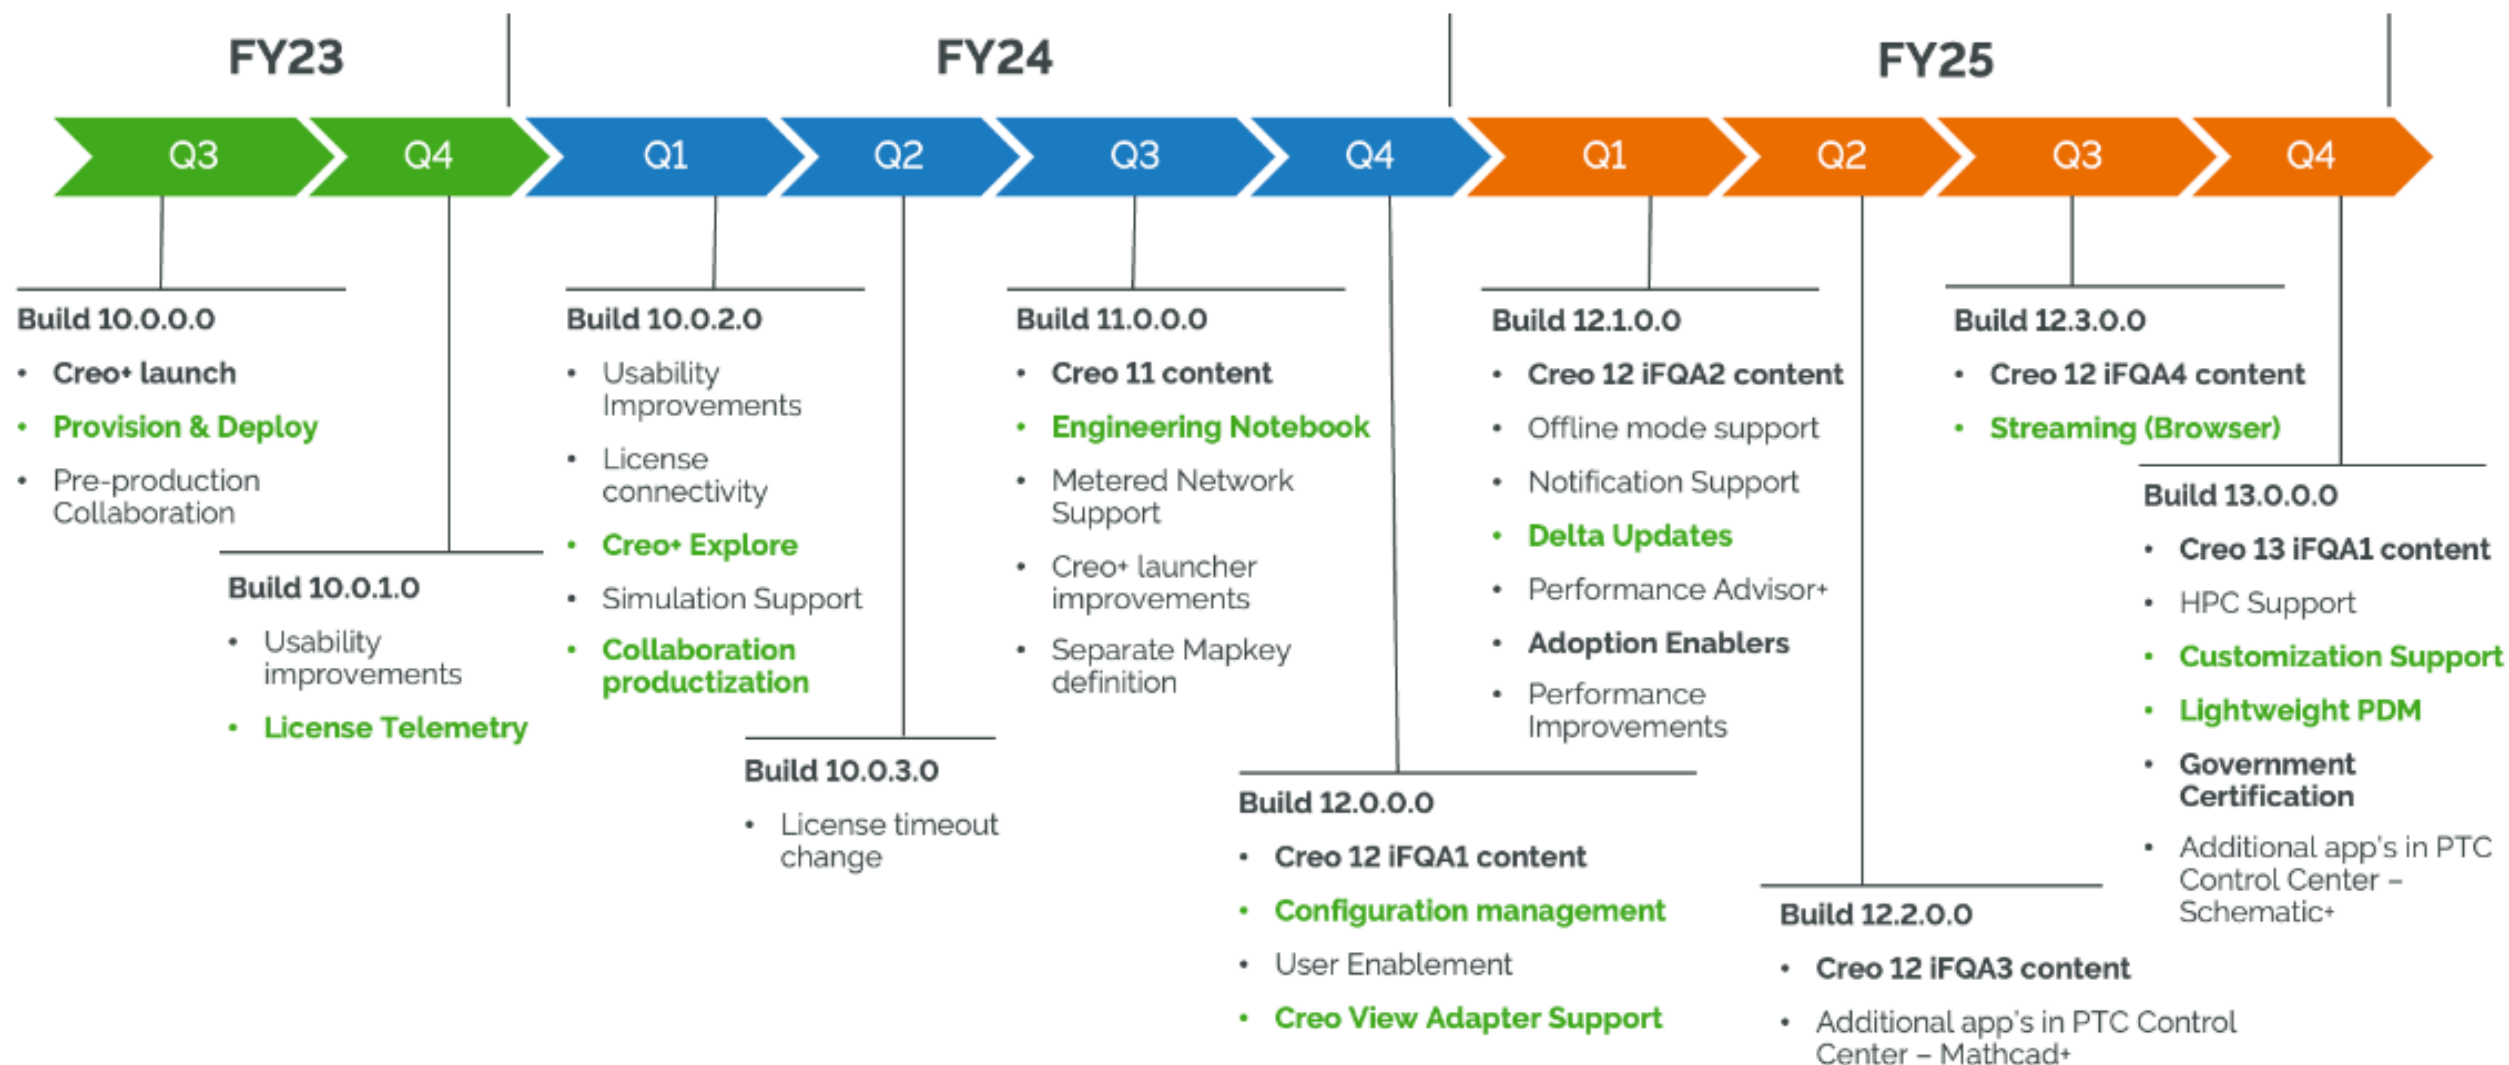 FY23
FY24
FY25
Q3
Q4
Q1
Q2
Q3
Q4
Q1
Q2
Q3
Q4
Build 10.0.0.0
• Creo+ launch
• Provision & Deploy
• Pre-production
Collaboration
Build 10.0.1.0
• Usability
improvements
• License Telemetry
Build 10.0.2.0
• Usability
Improvements
• License
connectivity
• Creo+ Explore
• Simulation Support
• Collaboration
productization
Build 10.0.3.0
• License timeout
change
Build 11.0.0.0
• Creo 11 content
• Engineering Notebook
• Metered Network
Support
• Creo+ launcher
improvements
• Separate Mapkey
definition
Build 12.0.0.0
• Creo 12 iFQA1 content
• Configuration management
• User Enablement
• Creo View Adapter Support
Build 12.1.0.0
• Creo 12 iFQA2 content
• Offline mode support
• Notification Support
• Delta Updates
• Performance Advisor+
• Adoption Enablers
• Performance
Improvements
Build 12.2.0.0
• Creo 12 iFQA3 content
• Additional app's in PTC Control
Center – Mathcad+
Build 12.3.0.0
• Creo 12 iFQA4 content
• Streaming (Browser)
Build 13.0.0.0
• Creo 13 iFQA1 content
• HPC Support
• Customization Support
• Lightweight PDM
• Government
Certification
• Additional app's in PTC
Control Center –
Schematic+